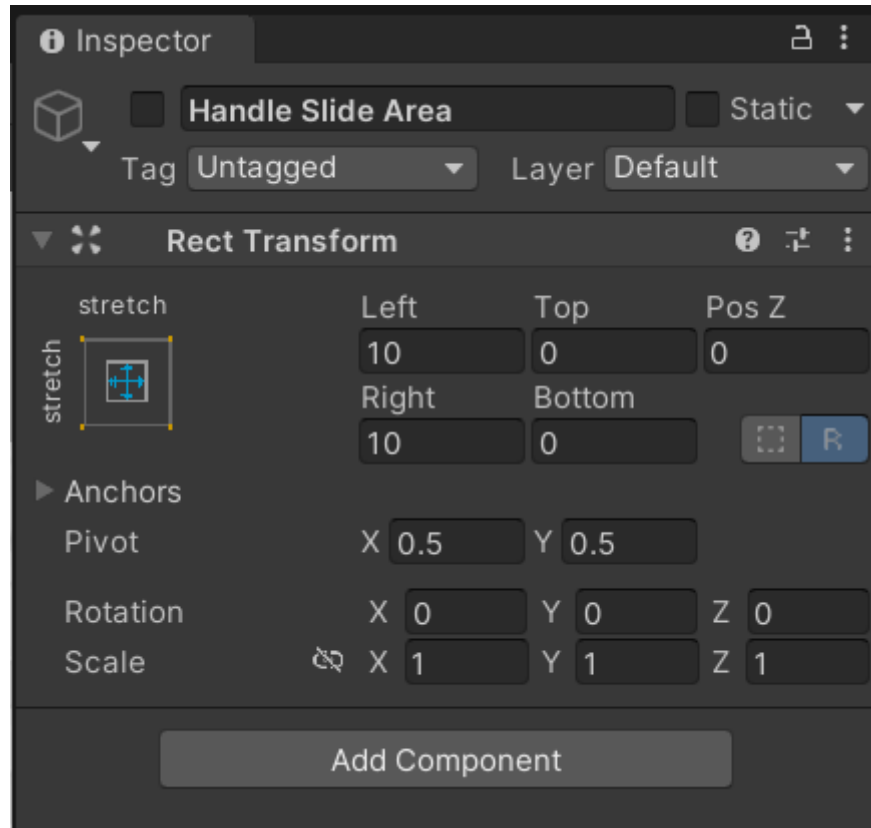 Inspector
Handle Slide Area Static
Tag Untagged Layer Default
Rect Transform
stretch Left Top Pos Z
stretch
10 0 0
Right Bottom
10 0 R
Anchors
Pivot X 0.5 Y 0.5
Rotation X 0 Y 0 Z 0
Scale X 1 Y 1 Z 1
Add Component